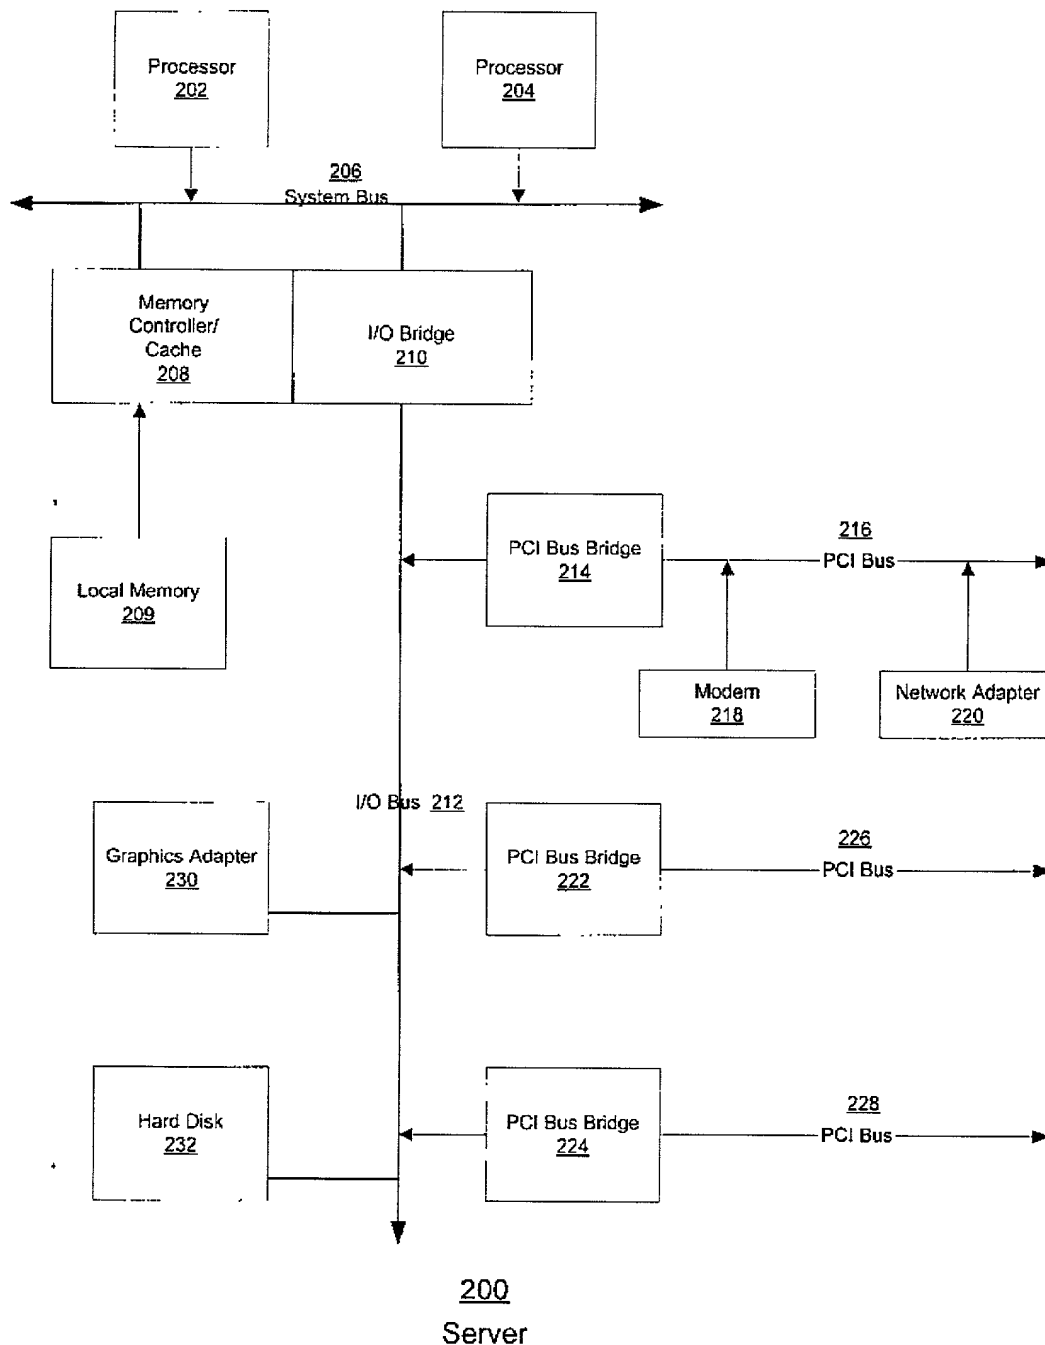 Processor
202
Processor
204
206
System Bus
Memory
Controller/
Cache
208
I/O Bridge
210
Local Memory
209
PCI Bus Bridge
214
216
PCI Bus
Modem
218
Network Adapter
220
I/O Bus 212
Graphics Adapter
230
PCI Bus Bridge
222
226
PCI Bus
Hard Disk
232
PCI Bus Bridge
224
228
PCI Bus
200
Server